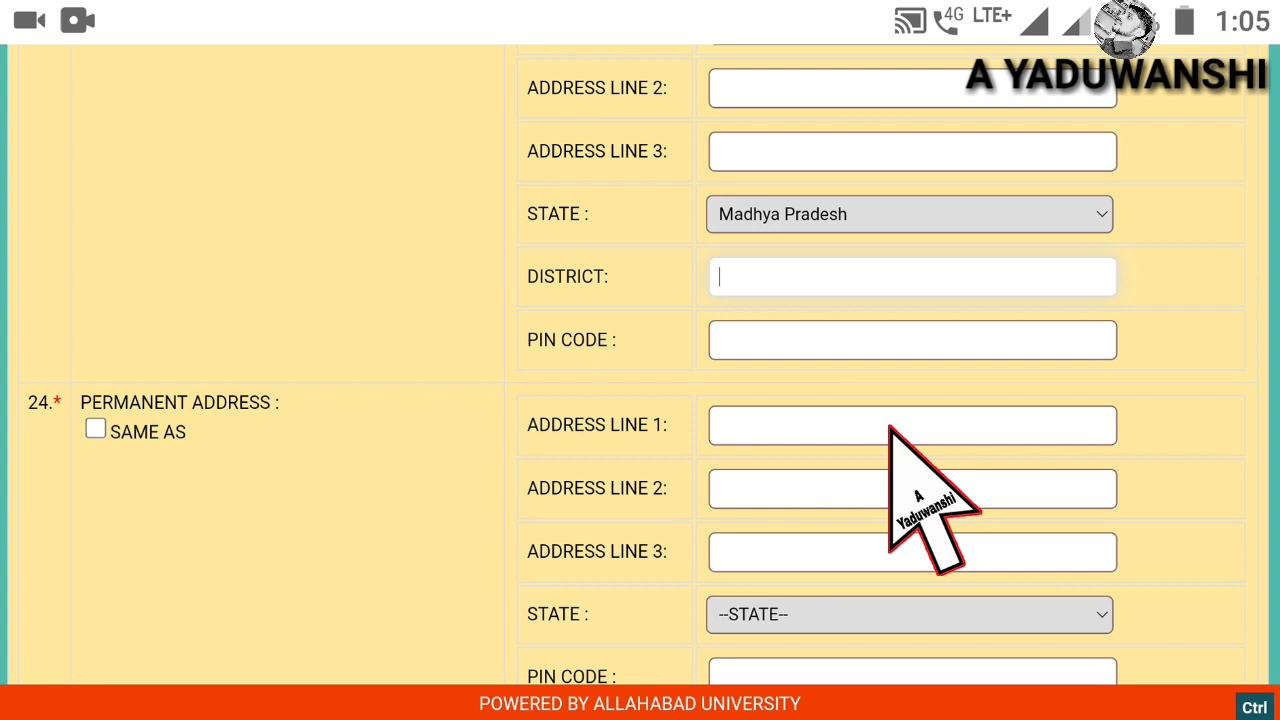 4G LTE+ 1:05
A YADUWANSHI
ADDRESS LINE 2:
ADDRESS LINE 3:
STATE : Madhya Pradesh
DISTRICT:
PIN CODE :
24.* PERMANENT ADDRESS :
SAME AS
ADDRESS LINE 1:
ADDRESS LINE 2:
A
Yaduwanshi
ADDRESS LINE 3:
STATE : --STATE--
PIN CODE :
POWERED BY ALLAHABAD UNIVERSITY
Ctrl